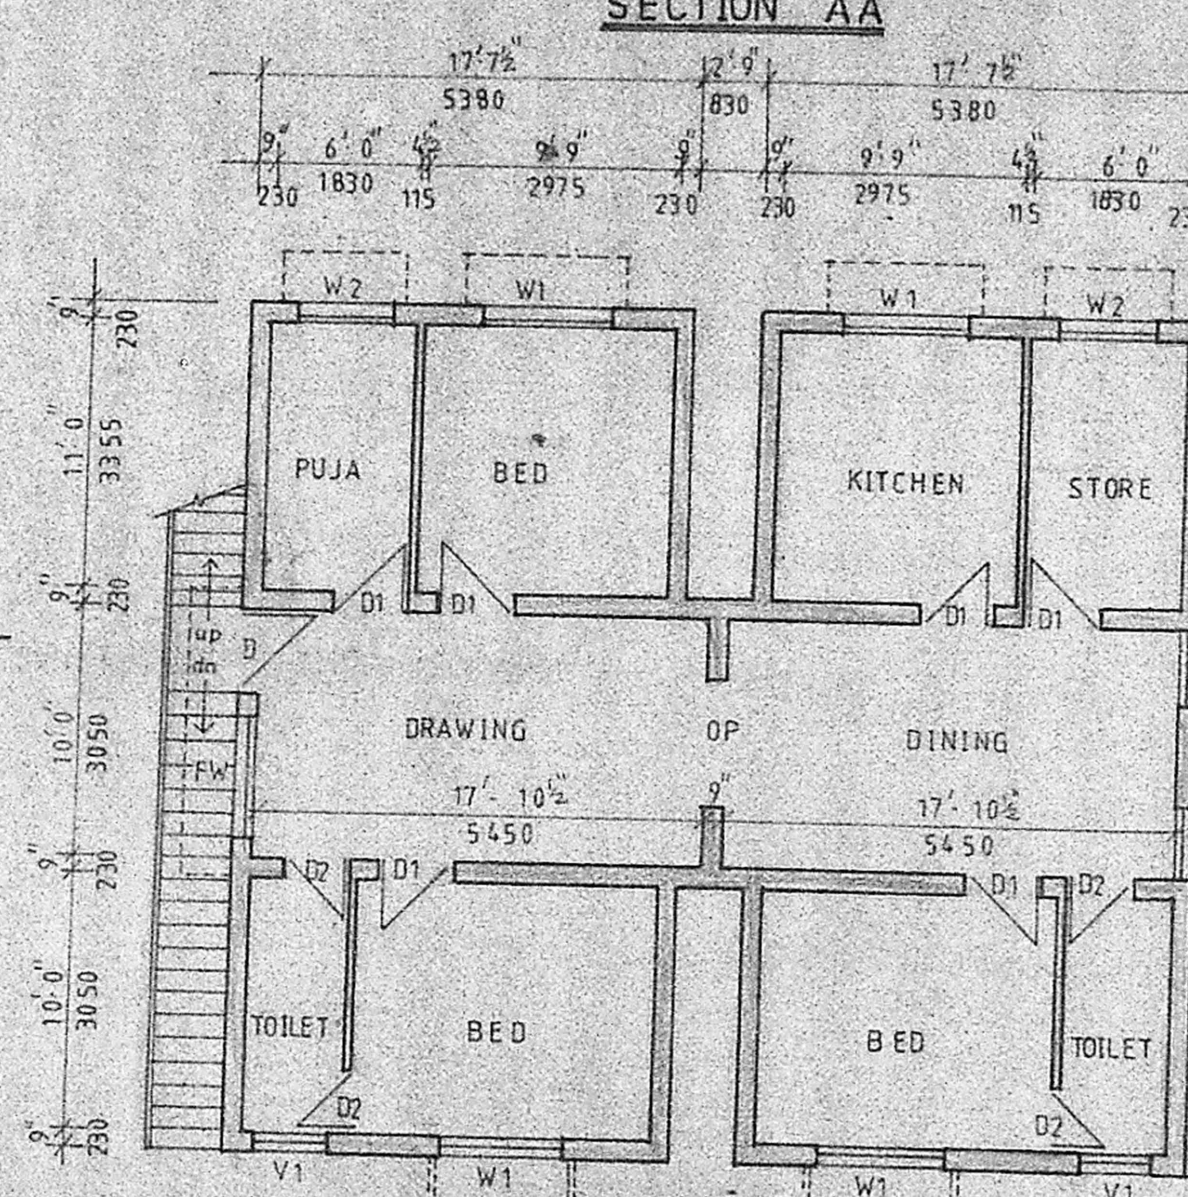 SECTION AA
17'-7½" 2'9" 17'-7½"
5380 830 5380
9" 6'0" 4½" 9'9" 9" 9" 9'9" 4½" 6'0"
230 1830 115 2975 230 230 2975 115 1830
W2 W1 W1 W2
9" 230
11'0" 3355
PUJA BED KITCHEN STORE
9" 230
D1 D1 D1 D1
up D
dn
10'0" 3050
DRAWING OP DINING
FW
17'-10½" 9" 17'-10½"
5450 5450
9" 230
D2 D1 D1 D2
10'0" 3050
TOILET BED BED TOILET
D2 D2
9" 230
V1 W1 W1 V1